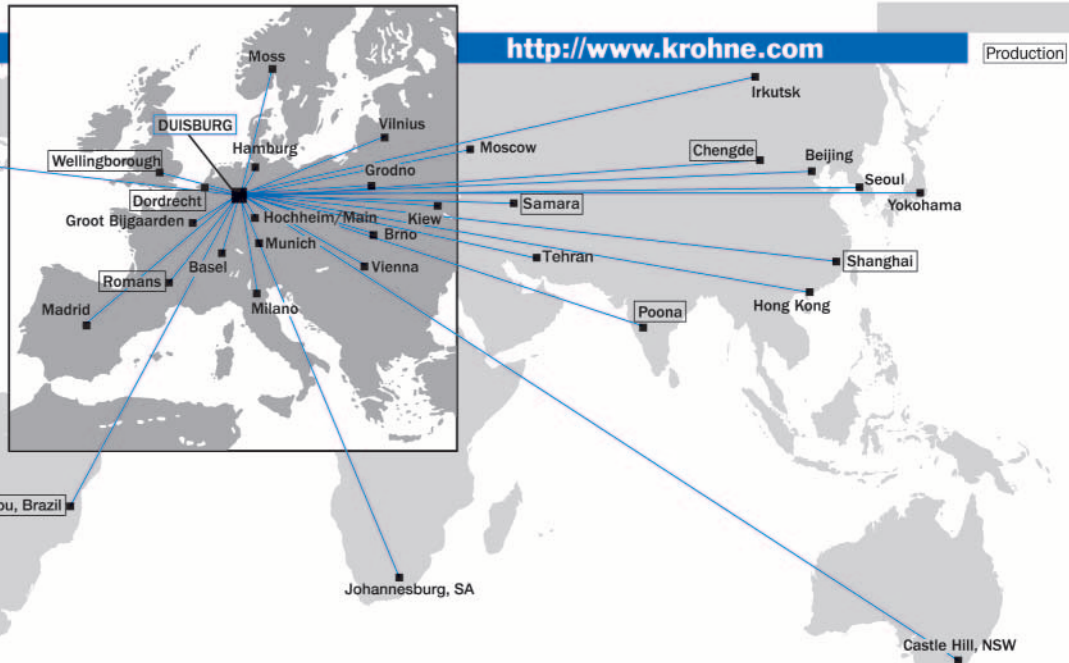 http://www.krohne.com
Production
Moss
Irkutsk
DUISBURG
Vilnius
Hamburg
Moscow
Chengde
Beijing
Wellingborough
Grodno
Seoul
Dordrecht
Samara
Yokohama
Groot Bijgaarden
Hochheim/Main
Kiew
Brno
Munich
Tehran
Shanghai
Basel
Vienna
Romans
Madrid
Milano
Poona
Hong Kong
Brazil
Johannesburg, SA
Castle Hill, NSW